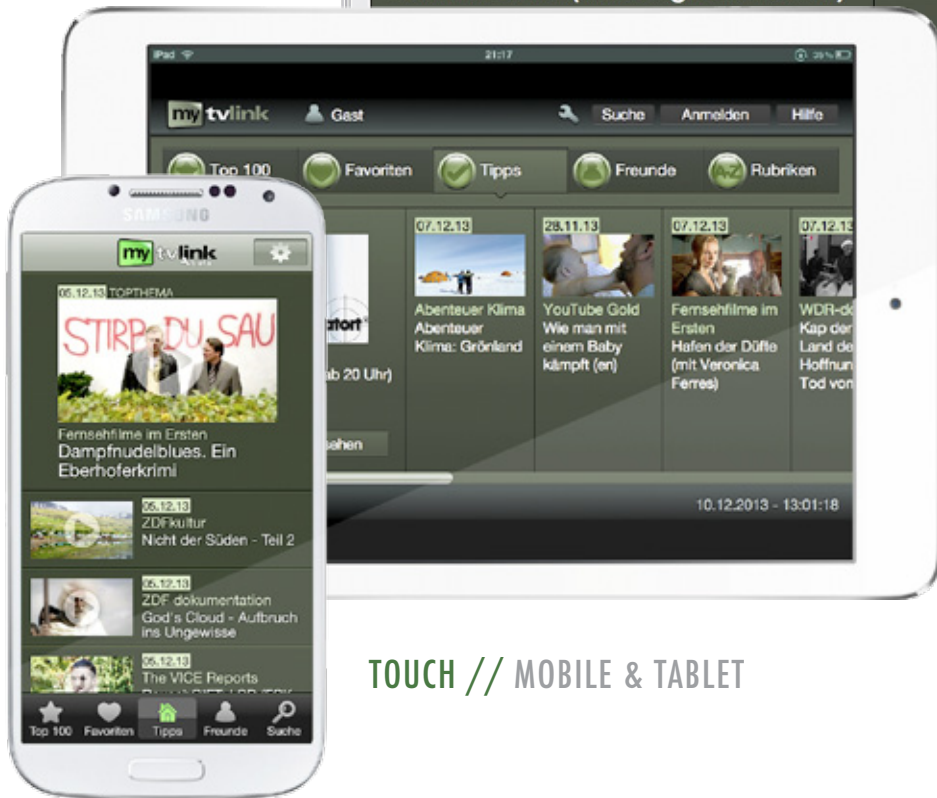 iPad
21:17
35%
my tvlink
Gast
Suche
Anmelden
Hilfe
Top 100
Favoriten
Tipps
Freunde
A-Z
Rubriken
ab 20 Uhr)
07.12.13
Abenteuer Klima
Abenteuer
Klima: Grönland
28.11.13
YouTube Gold
Wie man mit
einem Baby
kämpft (en)
07.12.13
Fernsehfilme im
Ersten
Hafen der Düfte
(mit Veronica
Ferres)
07.12.13
WDR-do
Kap der
Land de
Hoffnun
Tod von
10.12.2013 - 13:01:18
SAMSUNG
my tvlink
05.12.13 TOPTHEMA
STIRB DU SAU
Fernsehfilme im Ersten
Dampfnudelblues. Ein
Eberhoferkrimi
05.12.13
ZDFkultur
Nicht der Süden - Teil 2
05.12.13
ZDF dokumentation
God's Cloud - Aufbruch
ins Ungewisse
05.12.13
The VICE Reports
Top 100
Favoriten
Tipps
Freunde
Suche
TOUCH // MOBILE & TABLET